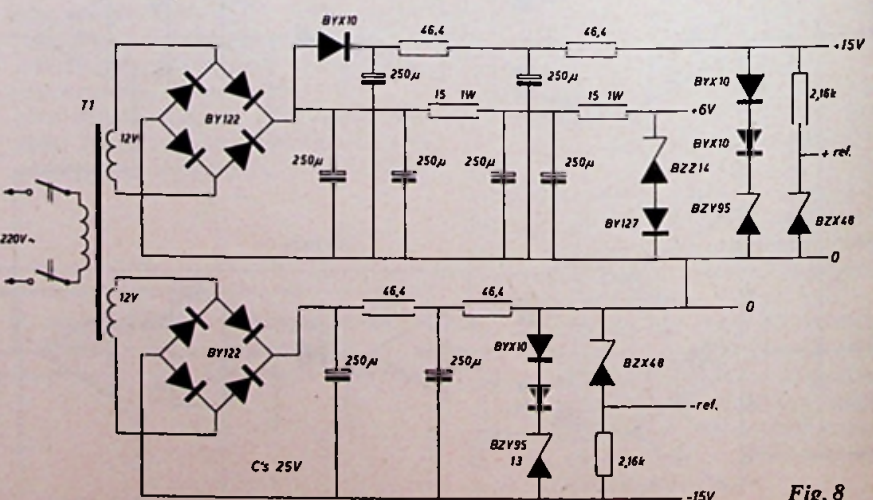 BYX10
46,4
46,4
+15V
250μ
250μ
BYX10
2,16k
T1
12V
BY122
15 1W
15 1W
+6V
250μ
250μ
250μ
250μ
BZZ14
BYX10
+ ref.
BY127
BZY95
BZX48
220V~
0
12V
BY122
46,4
46,4
0
250μ
250μ
BYX10
BZX48
-ref.
BZY95
13
2,16k
C's 25V
-15V
Fig. 8